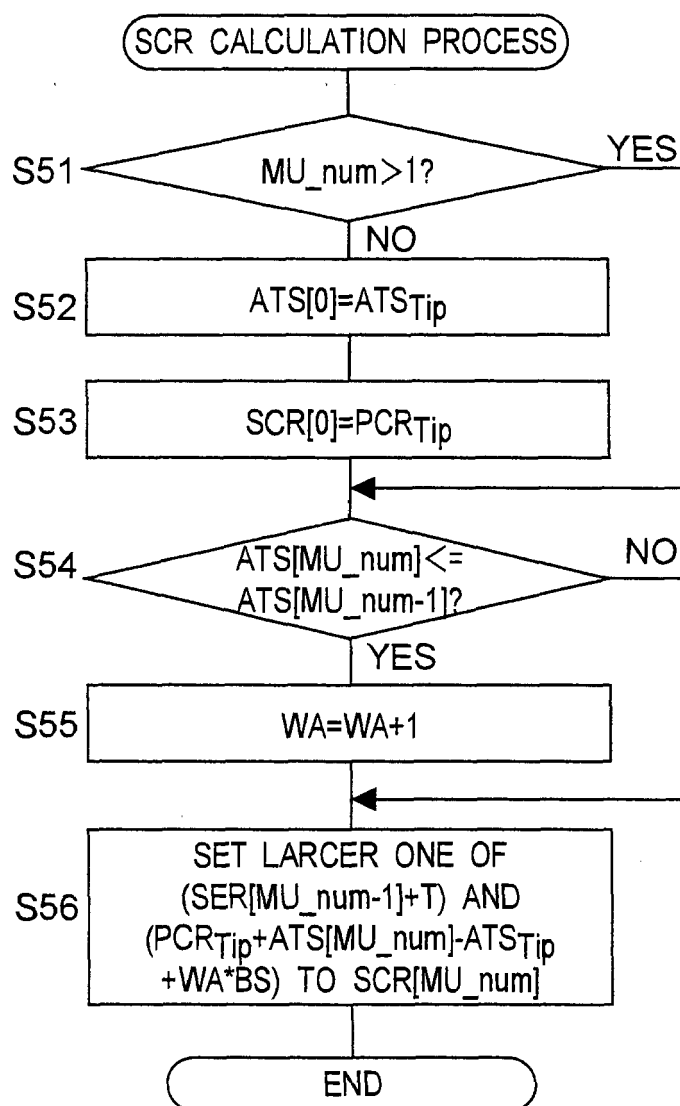 SCR CALCULATION PROCESS
S51
MU_num>1?
YES
NO
S52
ATS[0]=ATSTip
S53
SCR[0]=PCRTip
S54
ATS[MU_num]<=
ATS[MU_num-1]?
NO
YES
S55
WA=WA+1
S56
SET LARCER ONE OF
(SER[MU_num-1]+T) AND
(PCRTip+ATS[MU_num]-ATSTip
+WA*BS) TO SCR[MU_num]
END